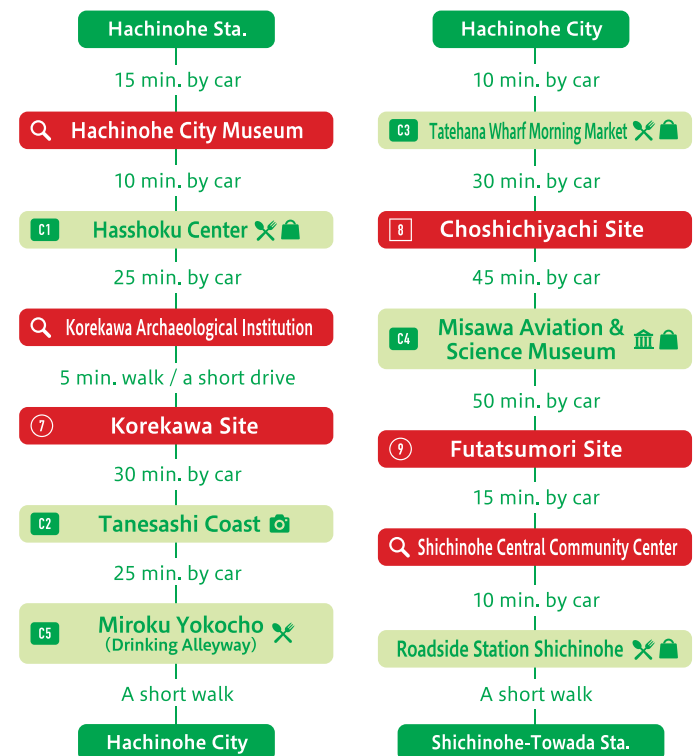 Hachinohe Sta.
15 min. by car
Hachinohe City Museum
10 min. by car
C1 Hasshoku Center
25 min. by car
Korekawa Archaeological Institution
5 min. walk / a short drive
7 Korekawa Site
30 min. by car
C2 Tanesashi Coast
25 min. by car
C5 Miroku Yokocho
(Drinking Alleyway)
A short walk
Hachinohe City
Hachinohe City
10 min. by car
C3 Tatehana Wharf Morning Market
30 min. by car
8 Choshichiyachi Site
45 min. by car
C4 Misawa Aviation &
Science Museum
50 min. by car
9 Futatsumori Site
15 min. by car
Shichinohe Central Community Center
10 min. by car
Roadside Station Shichinohe
A short walk
Shichinohe-Towada Sta.